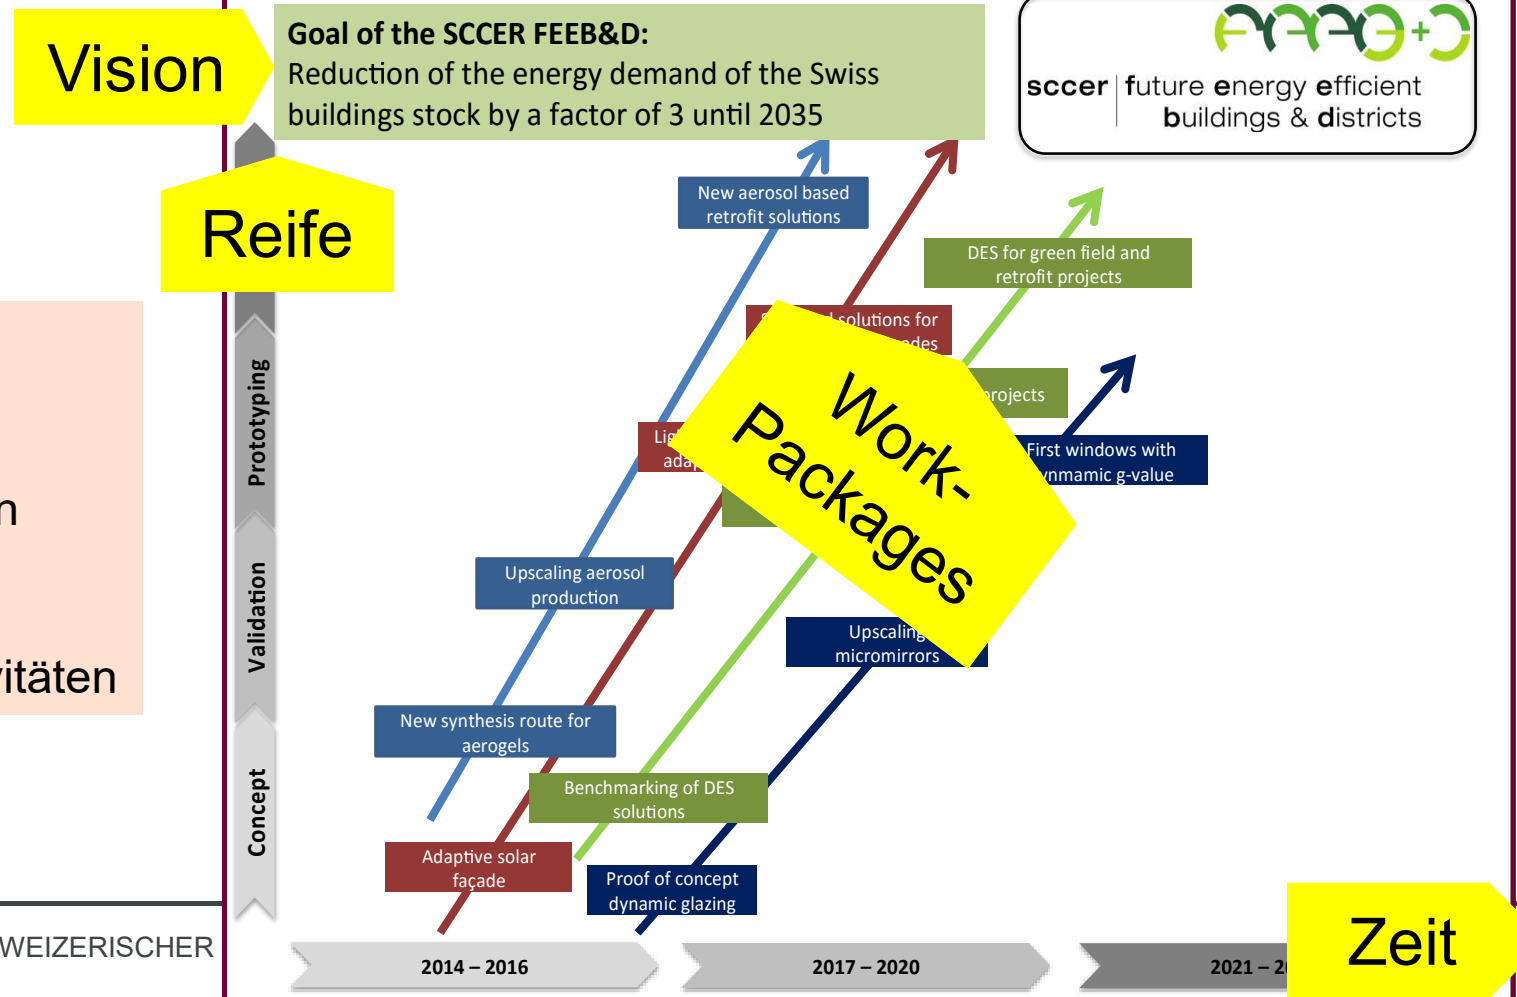 Vision
Goal of the SCCER FEEB&D:
Reduction of the energy demand of the Swiss
buildings stock by a factor of 3 until 2035
sccer future energy efficient
buildings & districts
Reife
New aerosol based
retrofit solutions
DES for green field and
retrofit projects
solutions for
projects
Work-
Packages
First windows with
g-value
Prototyping
Upscaling aerosol
production
Validation
Upscaling
micromirrors
New synthesis route for
aerogels
Benchmarking of DES
solutions
Concept
Adaptive solar
façade
Proof of concept
dynamic glazing
2014 – 2016
2017 – 2020
2021 –
Zeit